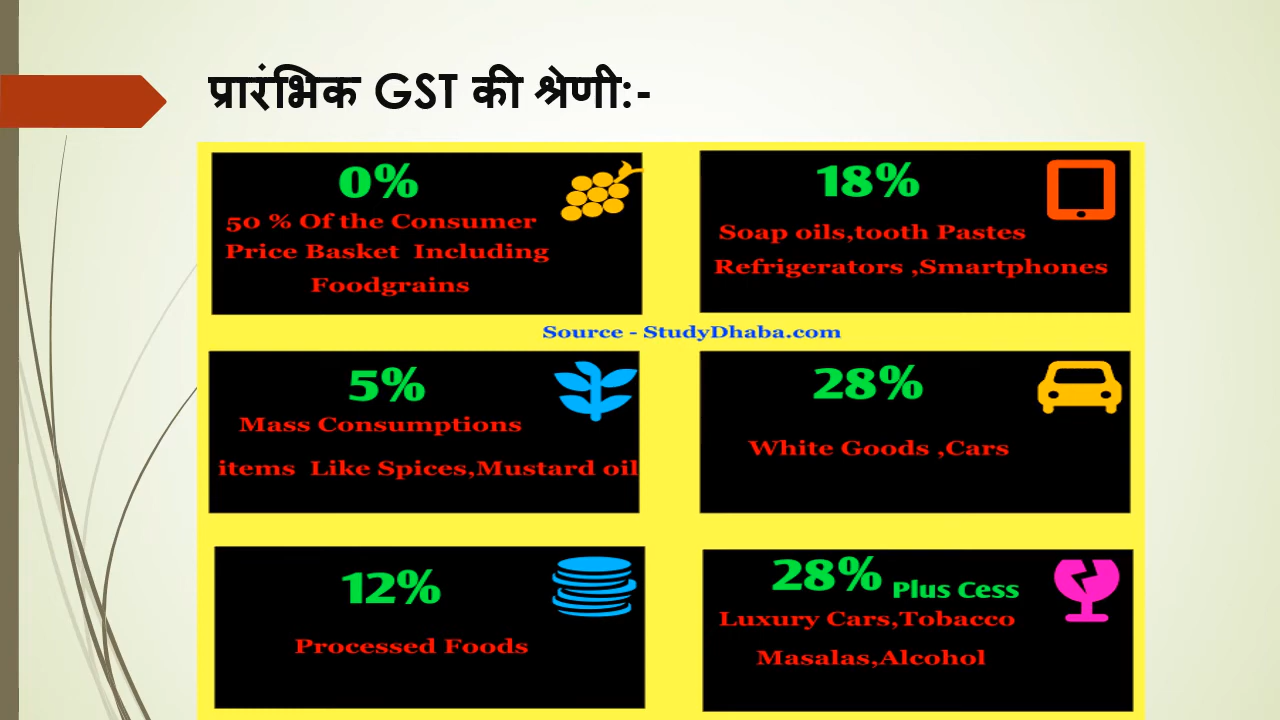 प्रारंभिक GST की श्रेणी:-
0%
50 % Of the Consumer
Price Basket Including
Foodgrains
18%
Soap oils,tooth Pastes
Refrigerators ,Smartphones
Source - StudyDhaba.com
5%
Mass Consumptions
items Like Spices,Mustard oil
28%
White Goods ,Cars
12%
Processed Foods
28% Plus Cess
Luxury Cars,Tobacco
Masalas,Alcohol